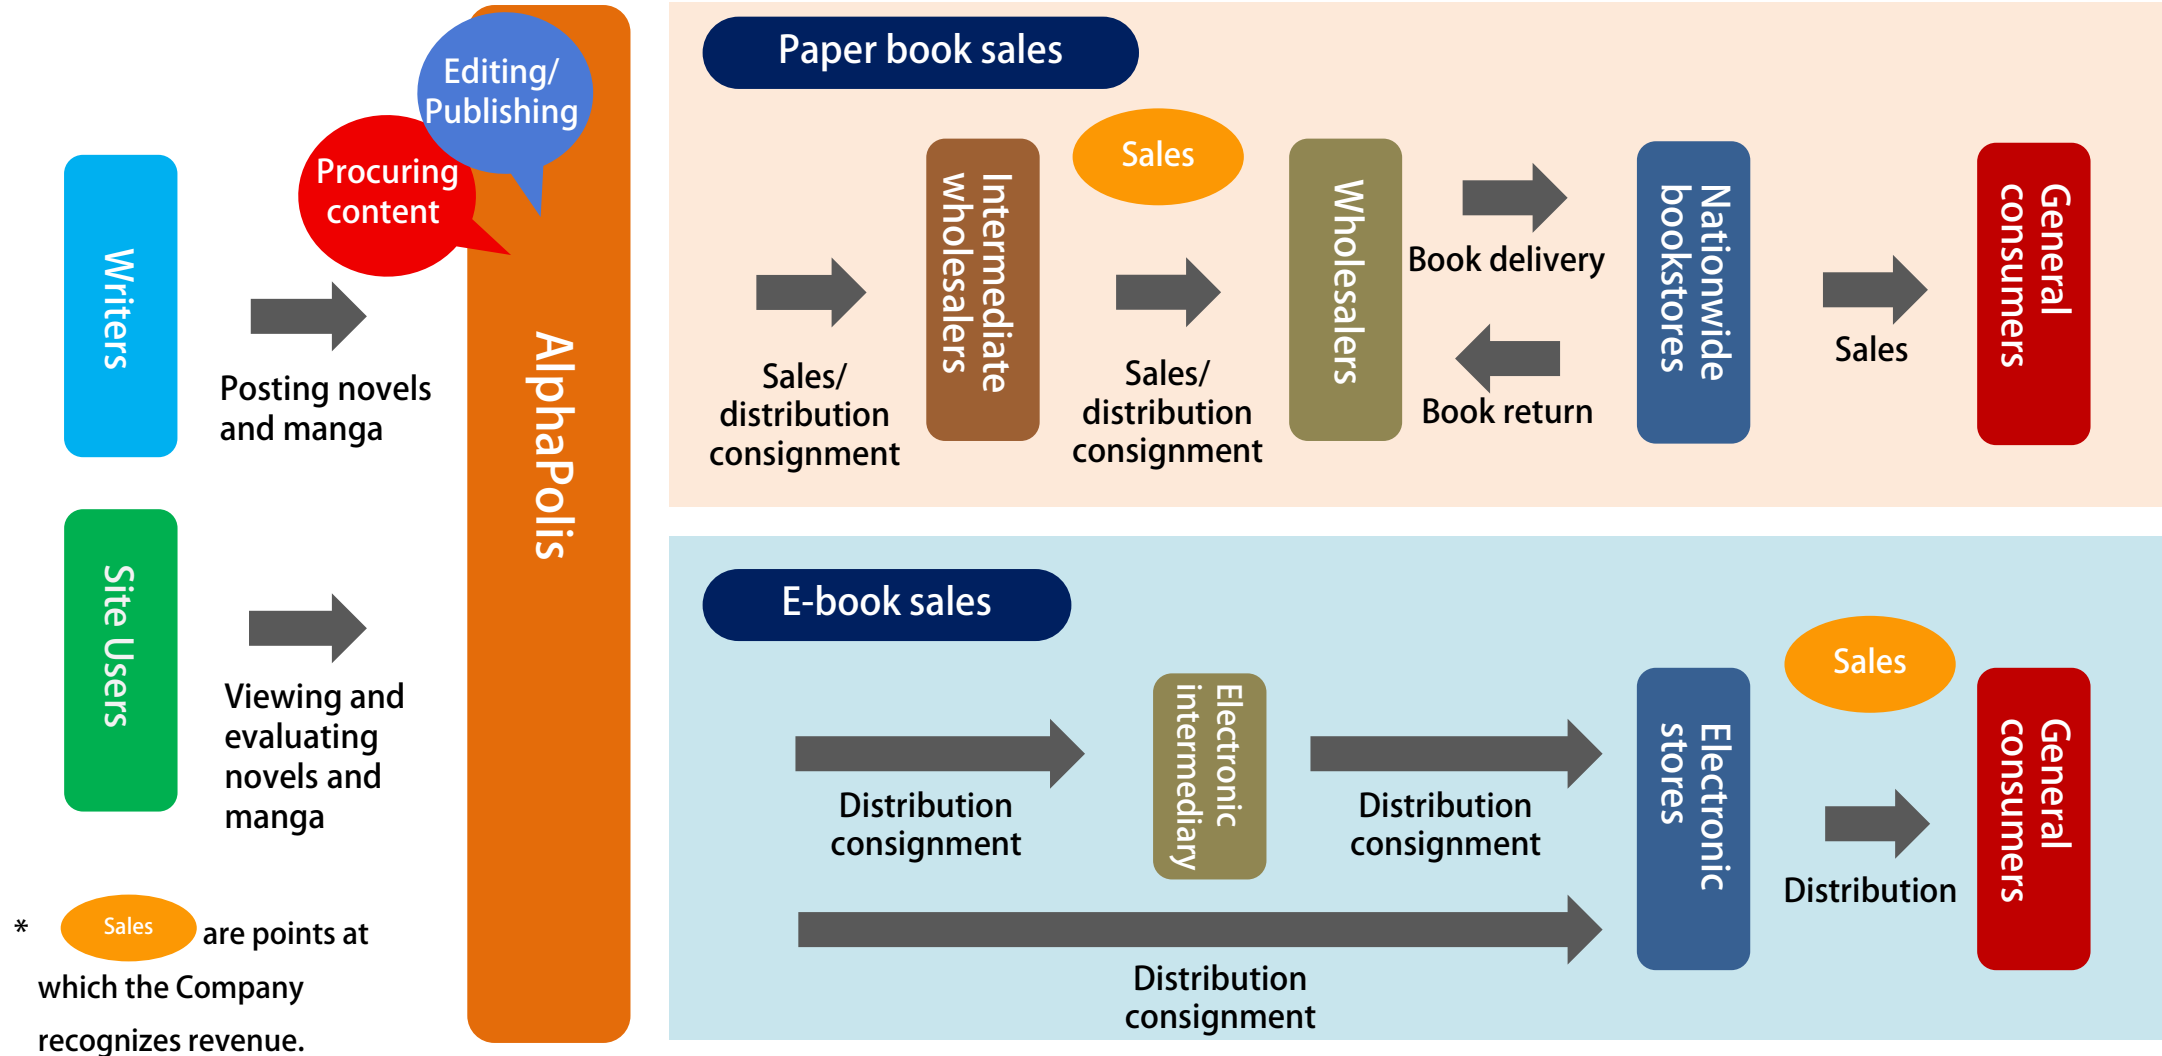 Writers
Posting novels
and manga
Site Users
Viewing and
evaluating
novels and
manga
*
Sales
are points at
which the Company
recognizes revenue.
Procuring
content
Editing/
Publishing
AlphaPolis
Paper book sales
Sales/
distribution
consignment
Intermediate
wholesalers
Sales
Sales/
distribution
consignment
Wholesalers
Book delivery
Book return
Nationwide
bookstores
Sales
General
consumers
E-book sales
Distribution
consignment
Electronic
intermediary
Distribution
consignment
Distribution
consignment
Electronic
stores
Sales
Distribution
General
consumers